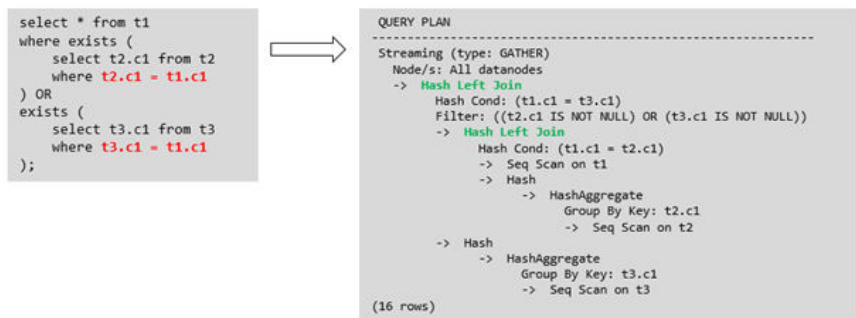 select * from t1
where exists (
    select t2.c1 from t2
    where t2.c1 = t1.c1
) OR
exists (
    select t3.c1 from t3
    where t3.c1 = t1.c1
);
QUERY PLAN
----------------------------------------------------------------
Streaming (type: GATHER)
  Node/s: All datanodes
  -> Hash Left Join
       Hash Cond: (t1.c1 = t3.c1)
       Filter: ((t2.c1 IS NOT NULL) OR (t3.c1 IS NOT NULL))
       -> Hash Left Join
            Hash Cond: (t1.c1 = t2.c1)
            -> Seq Scan on t1
            -> Hash
                 -> HashAggregate
                      Group By Key: t2.c1
                      -> Seq Scan on t2
       -> Hash
            -> HashAggregate
                 Group By Key: t3.c1
                 -> Seq Scan on t3
(16 rows)